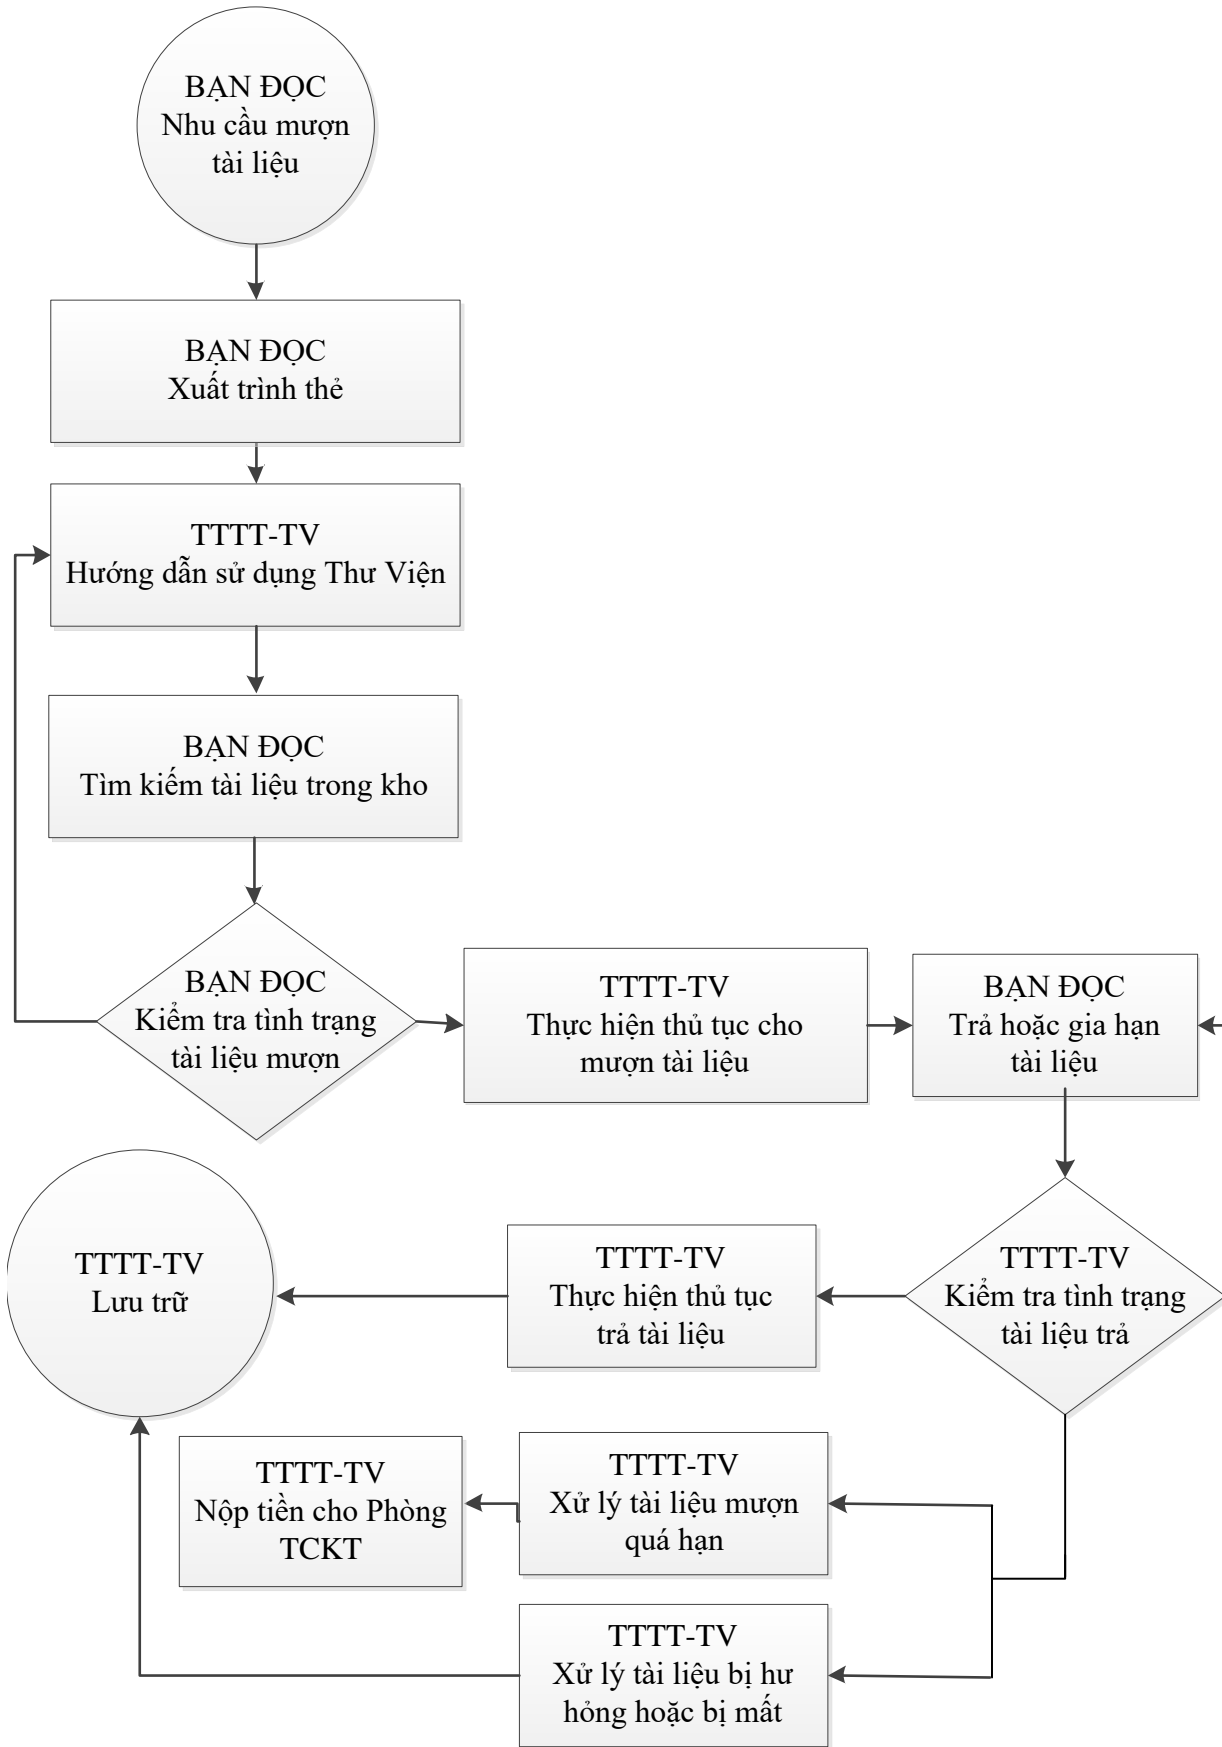 BẠN ĐỌC
Nhu cầu mượn
tài liệu
BẠN ĐỌC
Xuất trình thẻ
TTTT-TV
Hướng dẫn sử dụng Thư Viện
BẠN ĐỌC
Tìm kiếm tài liệu trong kho
BẠN ĐỌC
Kiểm tra tình trạng
tài liệu mượn
TTTT-TV
Thực hiện thủ tục cho
mượn tài liệu
BẠN ĐỌC
Trả hoặc gia hạn
tài liệu
TTTT-TV
Kiểm tra tình trạng
tài liệu trả
TTTT-TV
Thực hiện thủ tục
trả tài liệu
TTTT-TV
Lưu trữ
TTTT-TV
Xử lý tài liệu mượn
quá hạn
TTTT-TV
Nộp tiền cho Phòng
TCKT
TTTT-TV
Xử lý tài liệu bị hư
hỏng hoặc bị mất